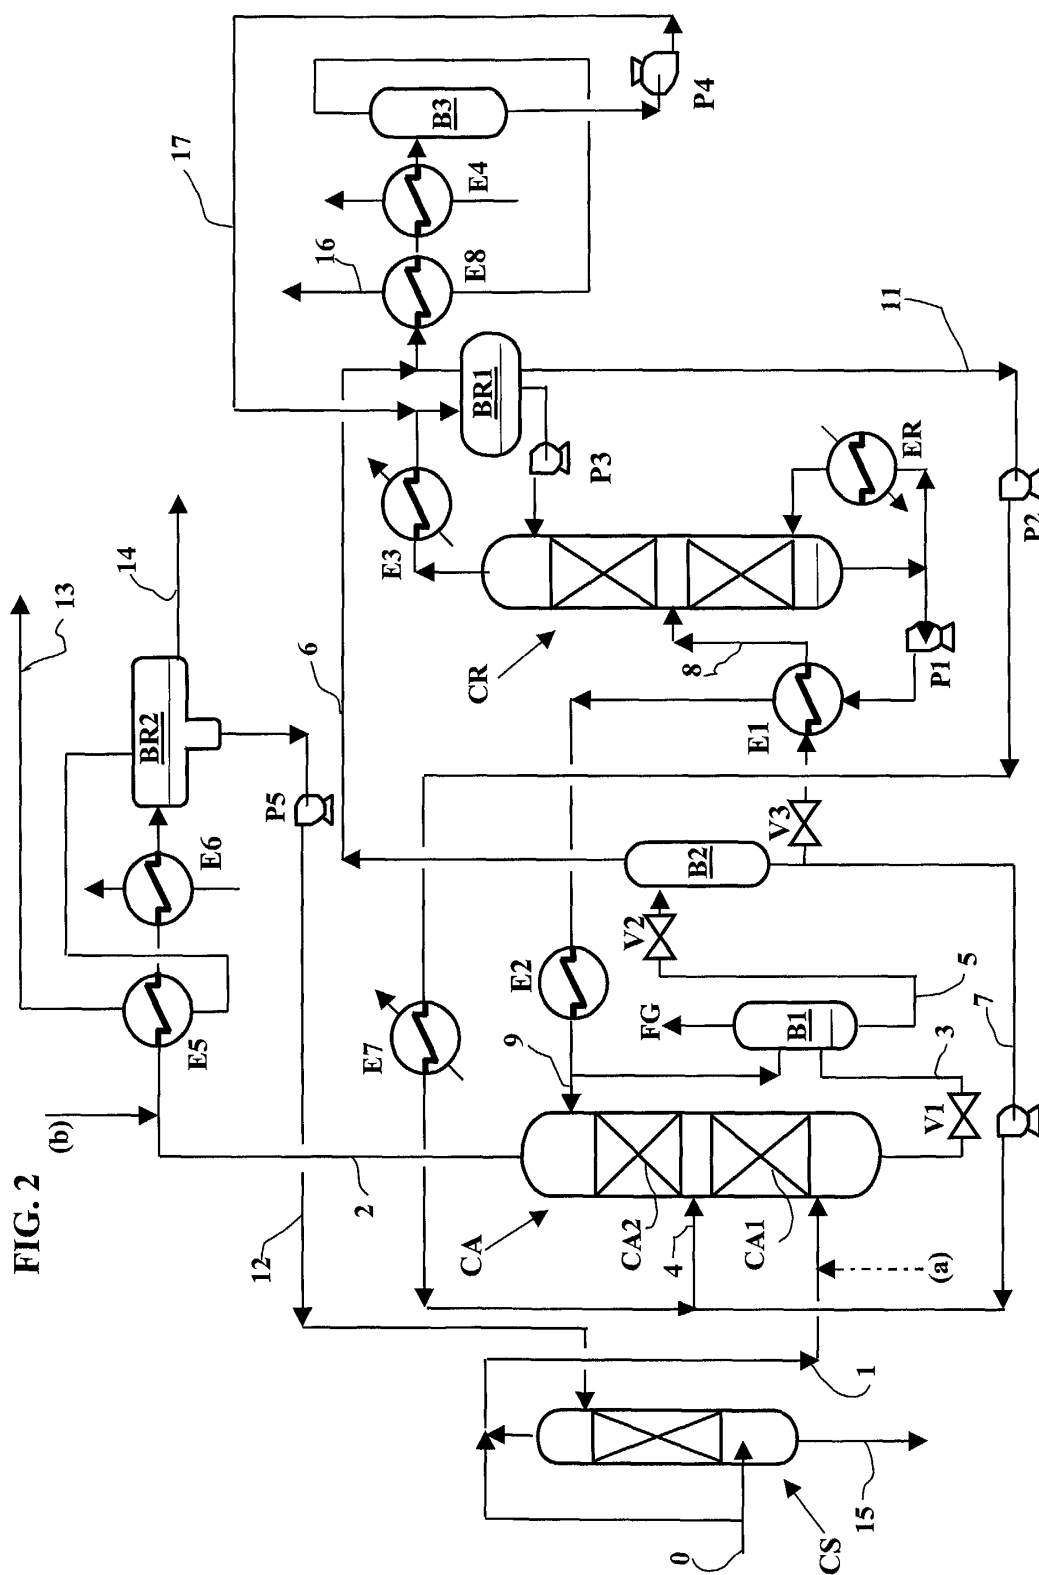 FIG. 2
17
16
E4
B3
P4
E8
11
BR1
P3
ER
P2
E3
14
13
6
CR
8
P1
E1
BR2
P5
E6
V3
B2
V2
E2
E5
E7
9
FG
B1
5
7
3
V1
(b)
2
12
CA
CA2
4
CA1
(a)
1
0
CS
15